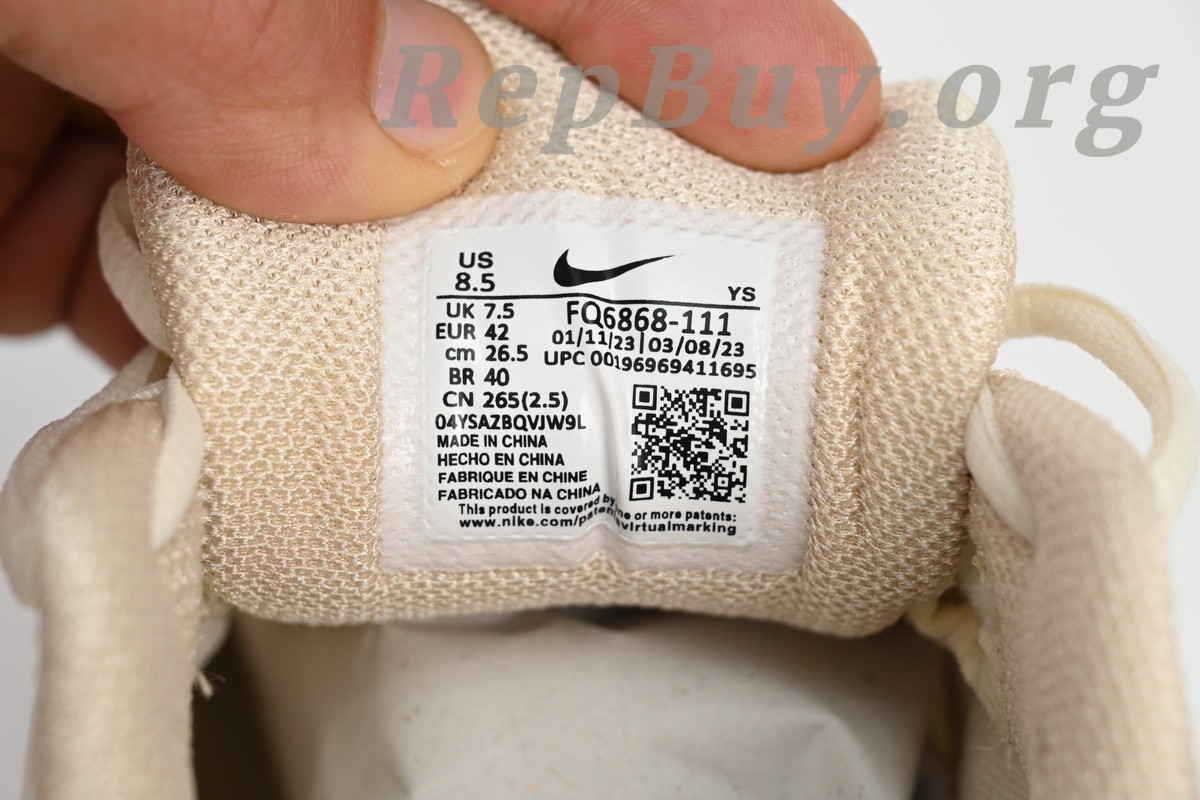 RepBuy.org
US
8.5
YS
UK 7.5
EUR 42
cm 26.5
BR 40
CN 265(2.5)
FQ6868-111
01/11/23|03/08/23
UPC 00196969411695
04YSAZBQVJW9L
MADE IN CHINA
HECHO EN CHINA
FABRIQUE EN CHINE
FABRICADO NA CHINA
This product is covered by one or more patents:
www.nike.com/patentsvirtualmarking